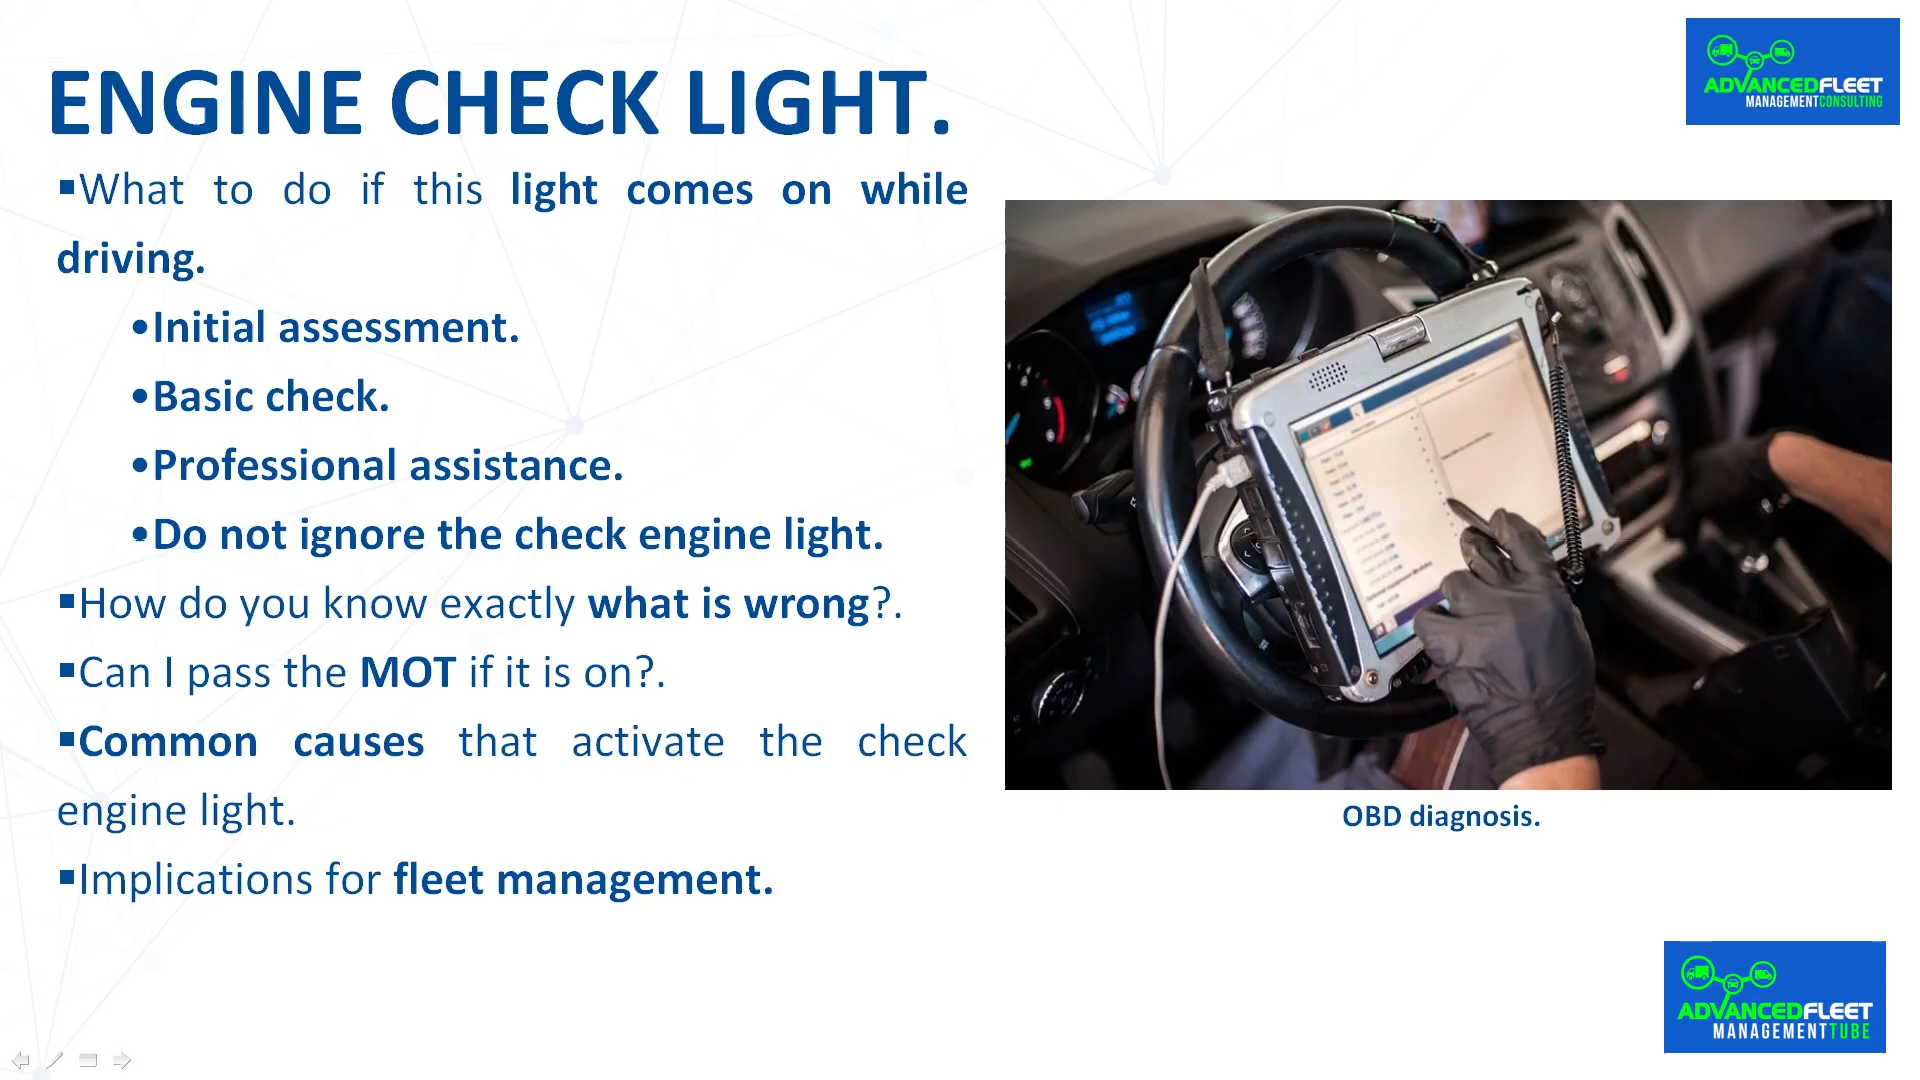 ENGINE CHECK LIGHT.
ADVANCEDFLEET
MANAGEMENTCONSULTING
▪What to do if this light comes on while
driving.
•Initial assessment.
•Basic check.
•Professional assistance.
•Do not ignore the check engine light.
▪How do you know exactly what is wrong?.
▪Can I pass the MOT if it is on?.
▪Common causes that activate the check
engine light.
▪Implications for fleet management.
OBD diagnosis.
ADVANCEDFLEET
MANAGEMENTTUBE